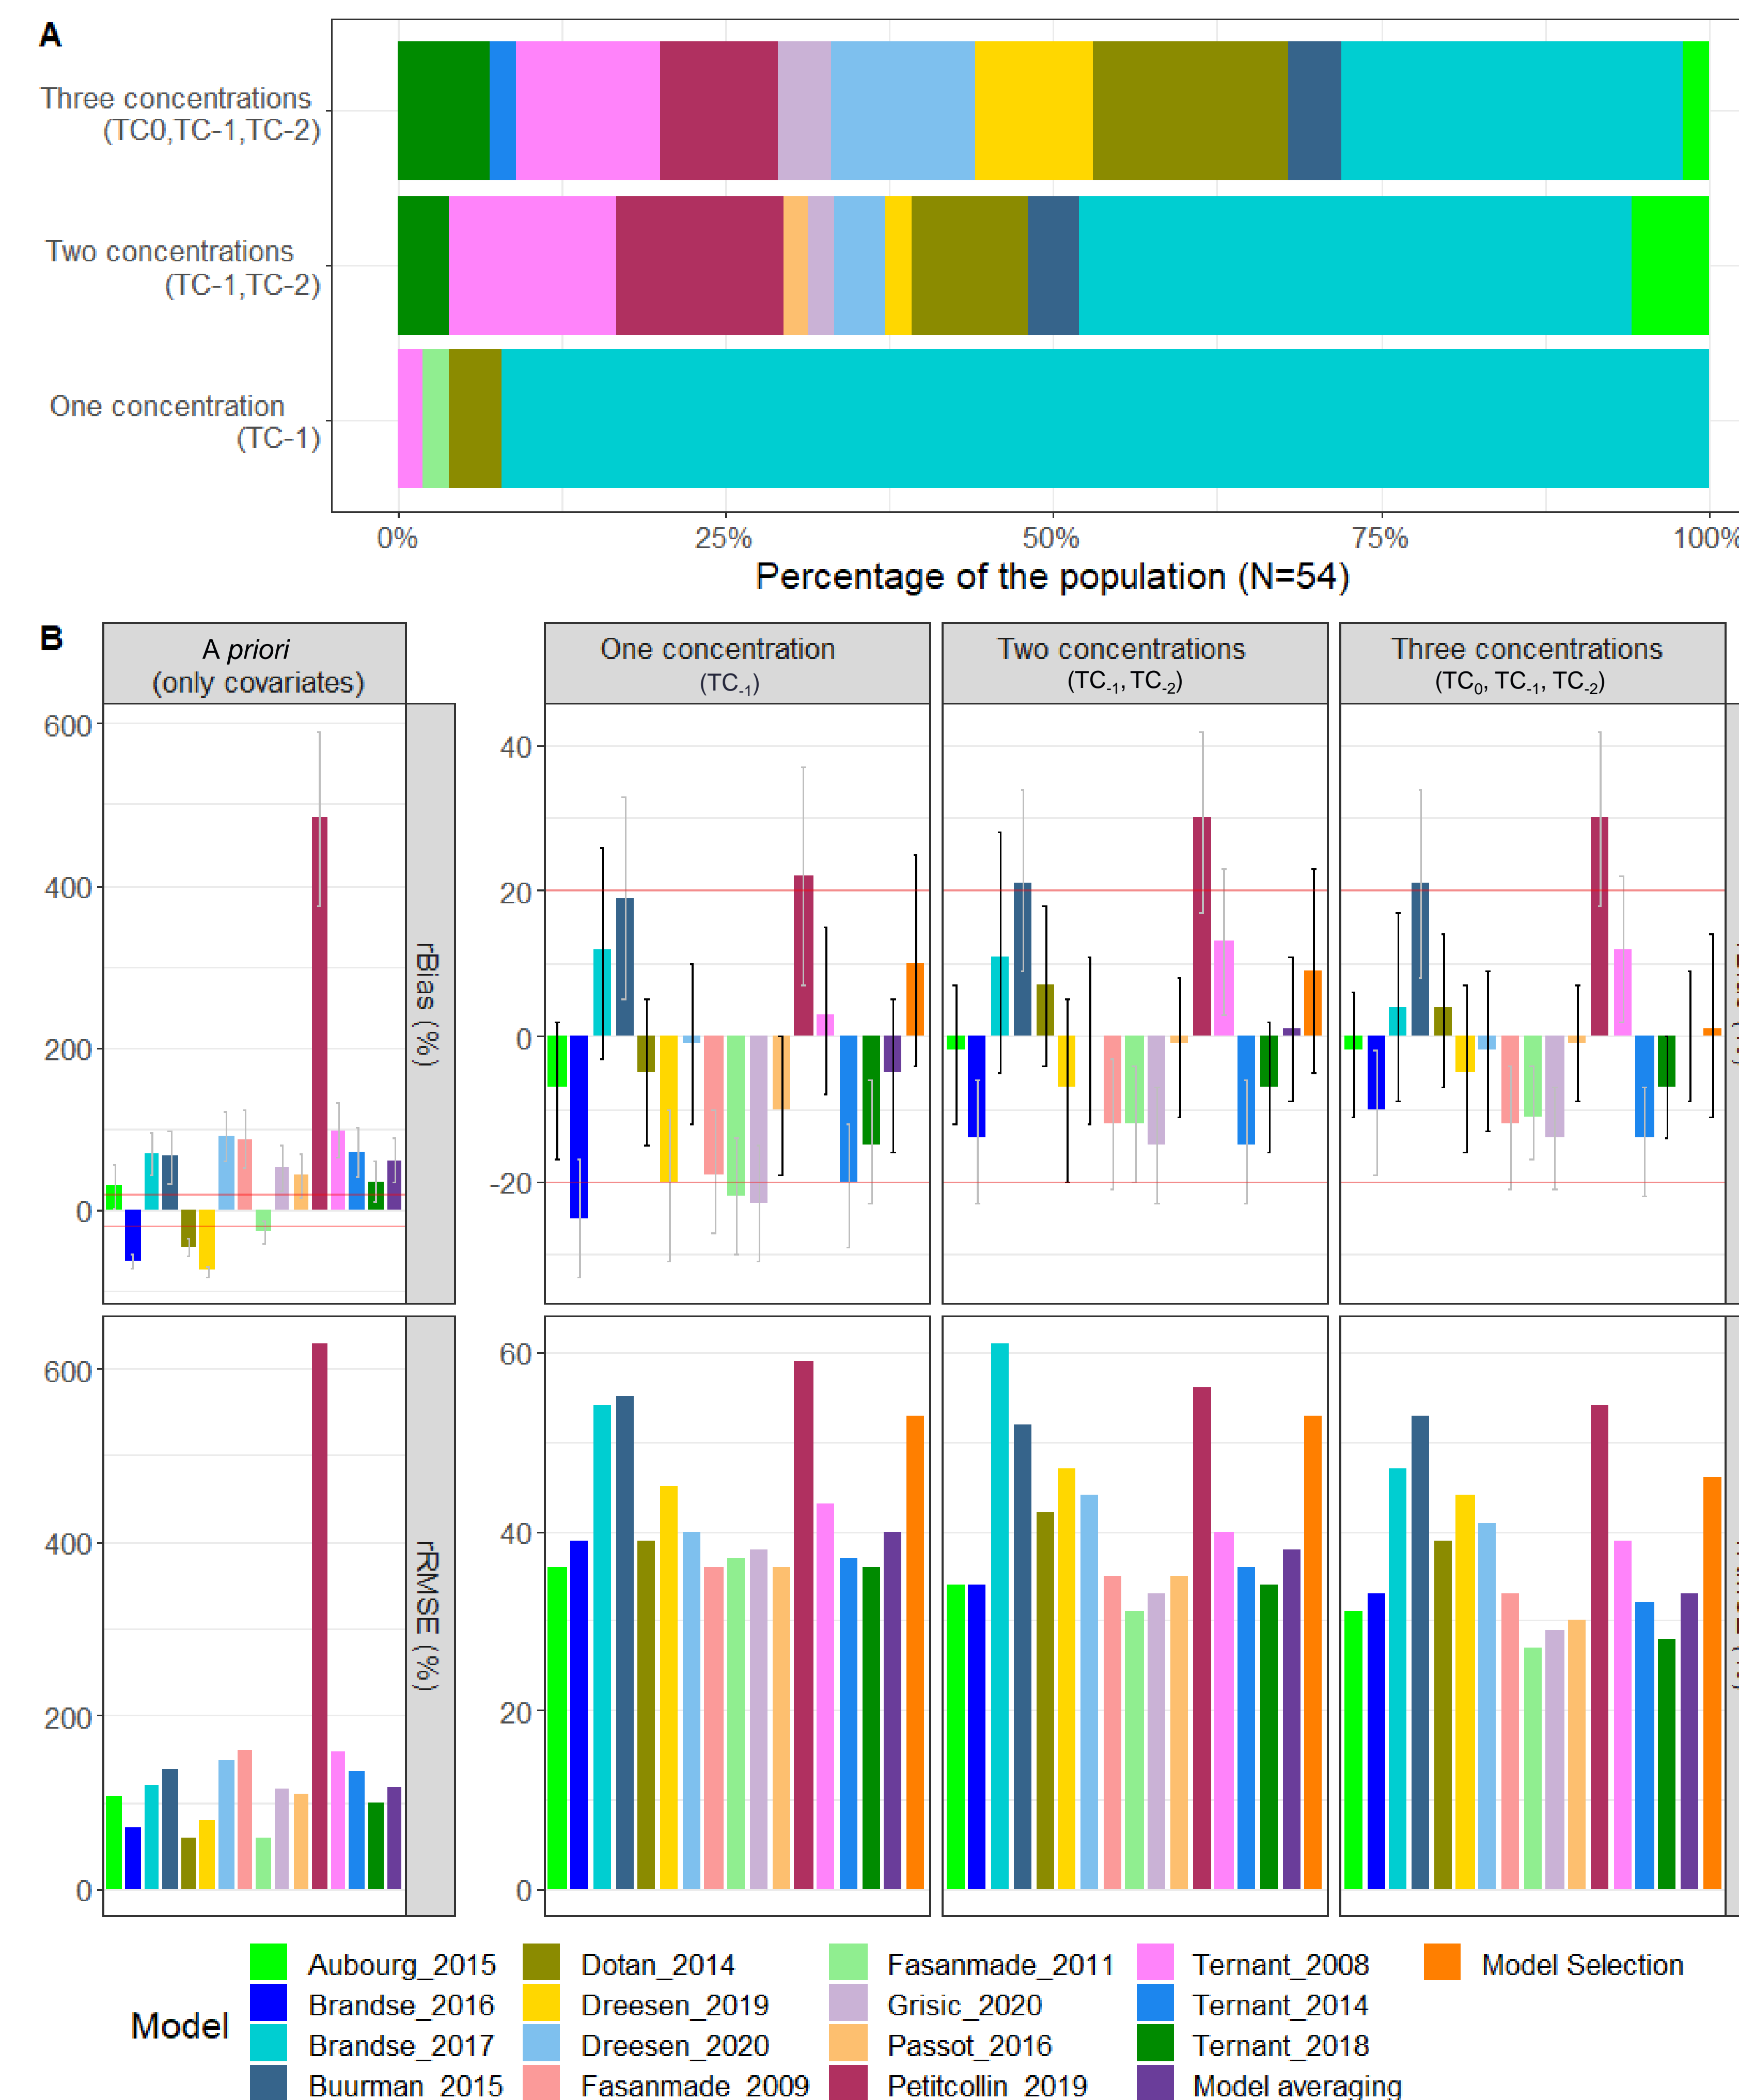 A
Three concentrations
(TC0,TC-1,TC-2)
Two concentrations
(TC-1,TC-2)
One concentration
(TC-1)
0%
25%
50%
75%
100%
Percentage of the population (N=54)
B
A priori
(only covariates)
One concentration
(TC-1)
Two concentrations
(TC-1, TC-2)
Three concentrations
(TC0, TC-1, TC-2)
600
400
200
0
rBias (%)
40
20
0
-20
600
400
200
0
rRMSE (%)
60
40
20
0
Model
Aubourg_2015
Brandse_2016
Brandse_2017
Buurman_2015
Dotan_2014
Dreesen_2019
Dreesen_2020
Fasanmade_2009
Fasanmade_2011
Grisic_2020
Passot_2016
Petitcollin_2019
Ternant_2008
Ternant_2014
Ternant_2018
Model averaging
Model Selection